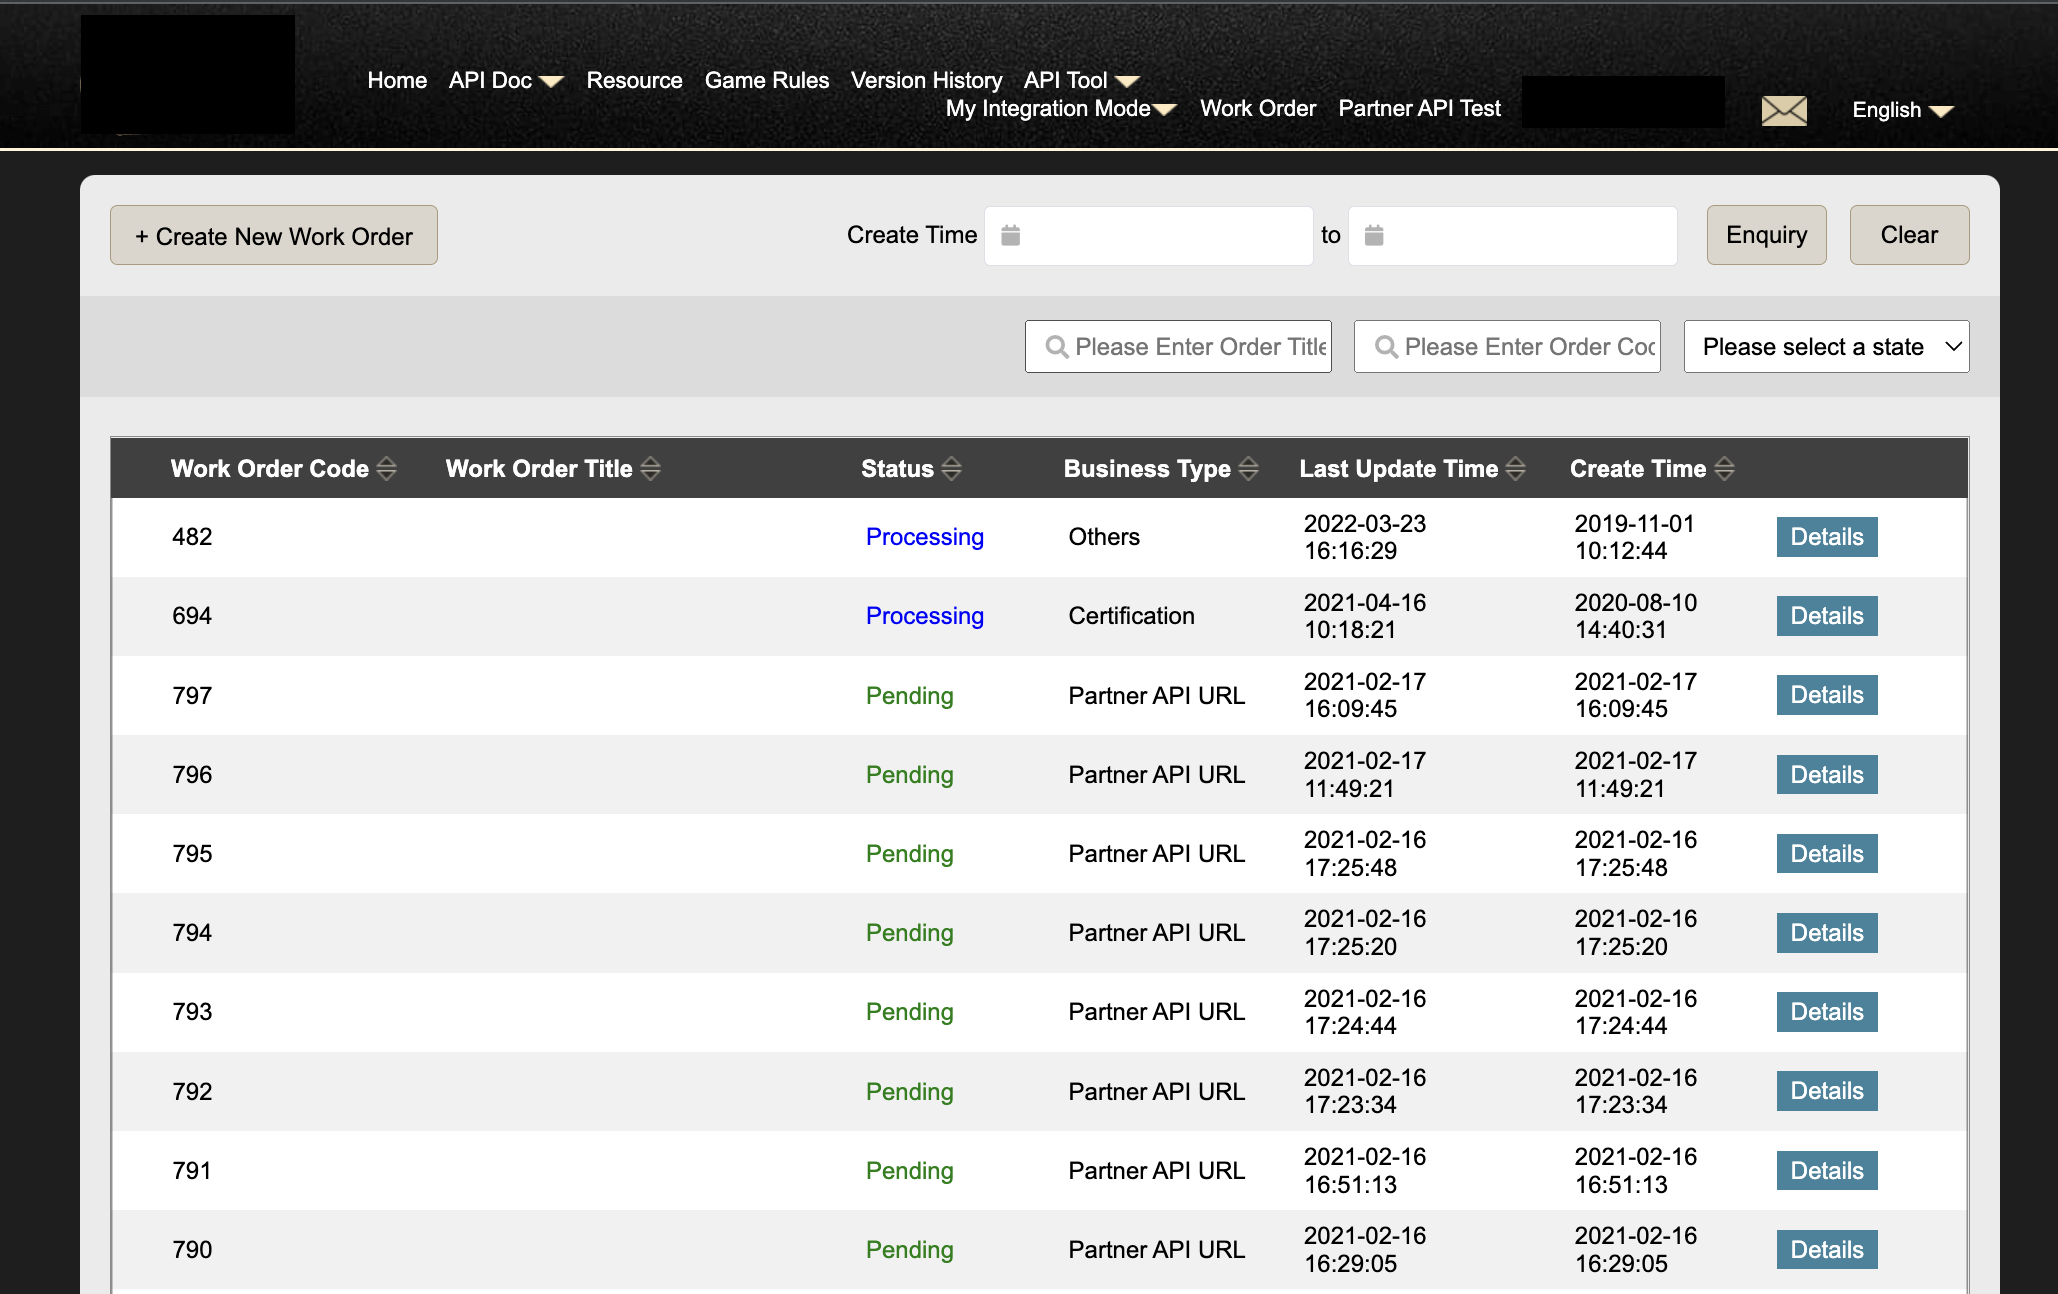 Home API Doc Resource Game Rules Version History API Tool
My Integration Mode Work Order Partner API Test English
+ Create New Work Order Create Time to Enquiry Clear
Please Enter Order Title Please Enter Order Coc Please select a state
Work Order Code Work Order Title Status Business Type Last Update Time Create Time
482 Processing Others 2022-03-23 16:16:29 2019-11-01 10:12:44 Details
694 Processing Certification 2021-04-16 10:18:21 2020-08-10 14:40:31 Details
797 Pending Partner API URL 2021-02-17 16:09:45 2021-02-17 16:09:45 Details
796 Pending Partner API URL 2021-02-17 11:49:21 2021-02-17 11:49:21 Details
795 Pending Partner API URL 2021-02-16 17:25:48 2021-02-16 17:25:48 Details
794 Pending Partner API URL 2021-02-16 17:25:20 2021-02-16 17:25:20 Details
793 Pending Partner API URL 2021-02-16 17:24:44 2021-02-16 17:24:44 Details
792 Pending Partner API URL 2021-02-16 17:23:34 2021-02-16 17:23:34 Details
791 Pending Partner API URL 2021-02-16 16:51:13 2021-02-16 16:51:13 Details
790 Pending Partner API URL 2021-02-16 16:29:05 2021-02-16 16:29:05 Details